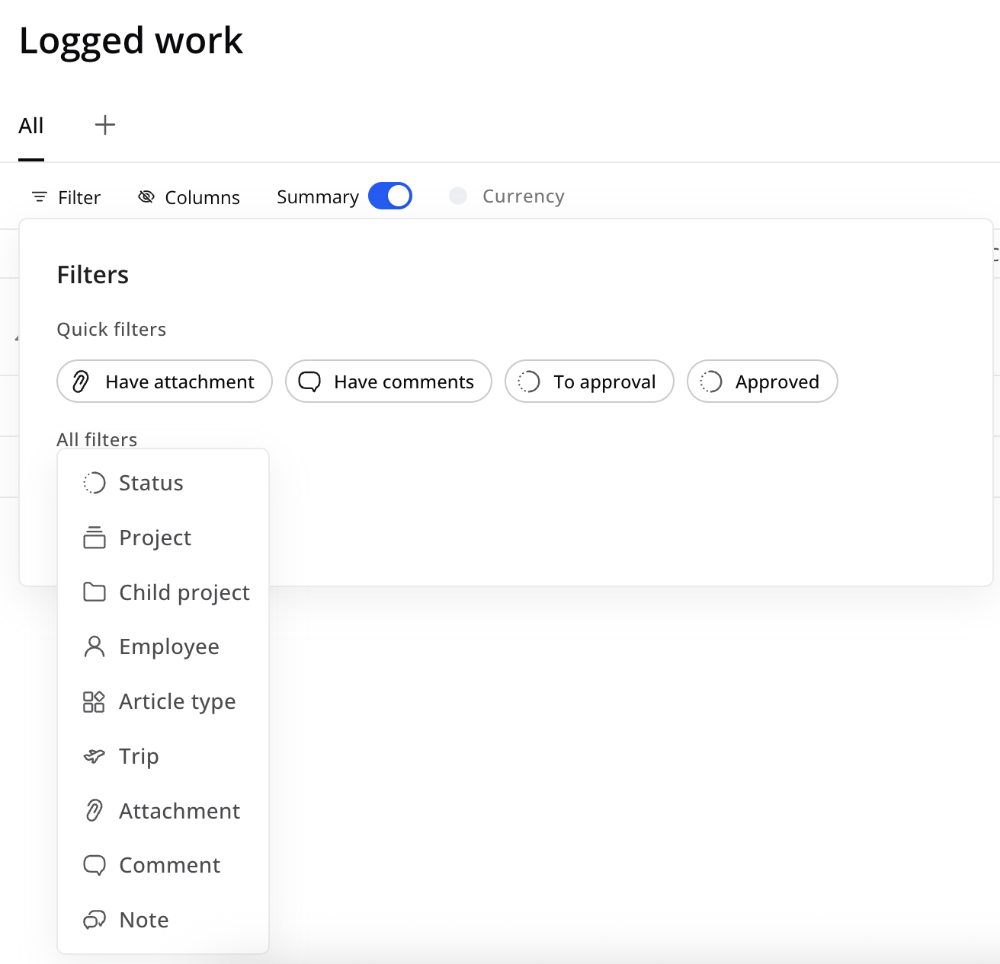 Logged work
All
Filter Columns Summary Currency
Filters
Quick filters
Have attachment Have comments To approval Approved
All filters
Status
Project
Child project
Employee
Article type
Trip
Attachment
Comment
Note